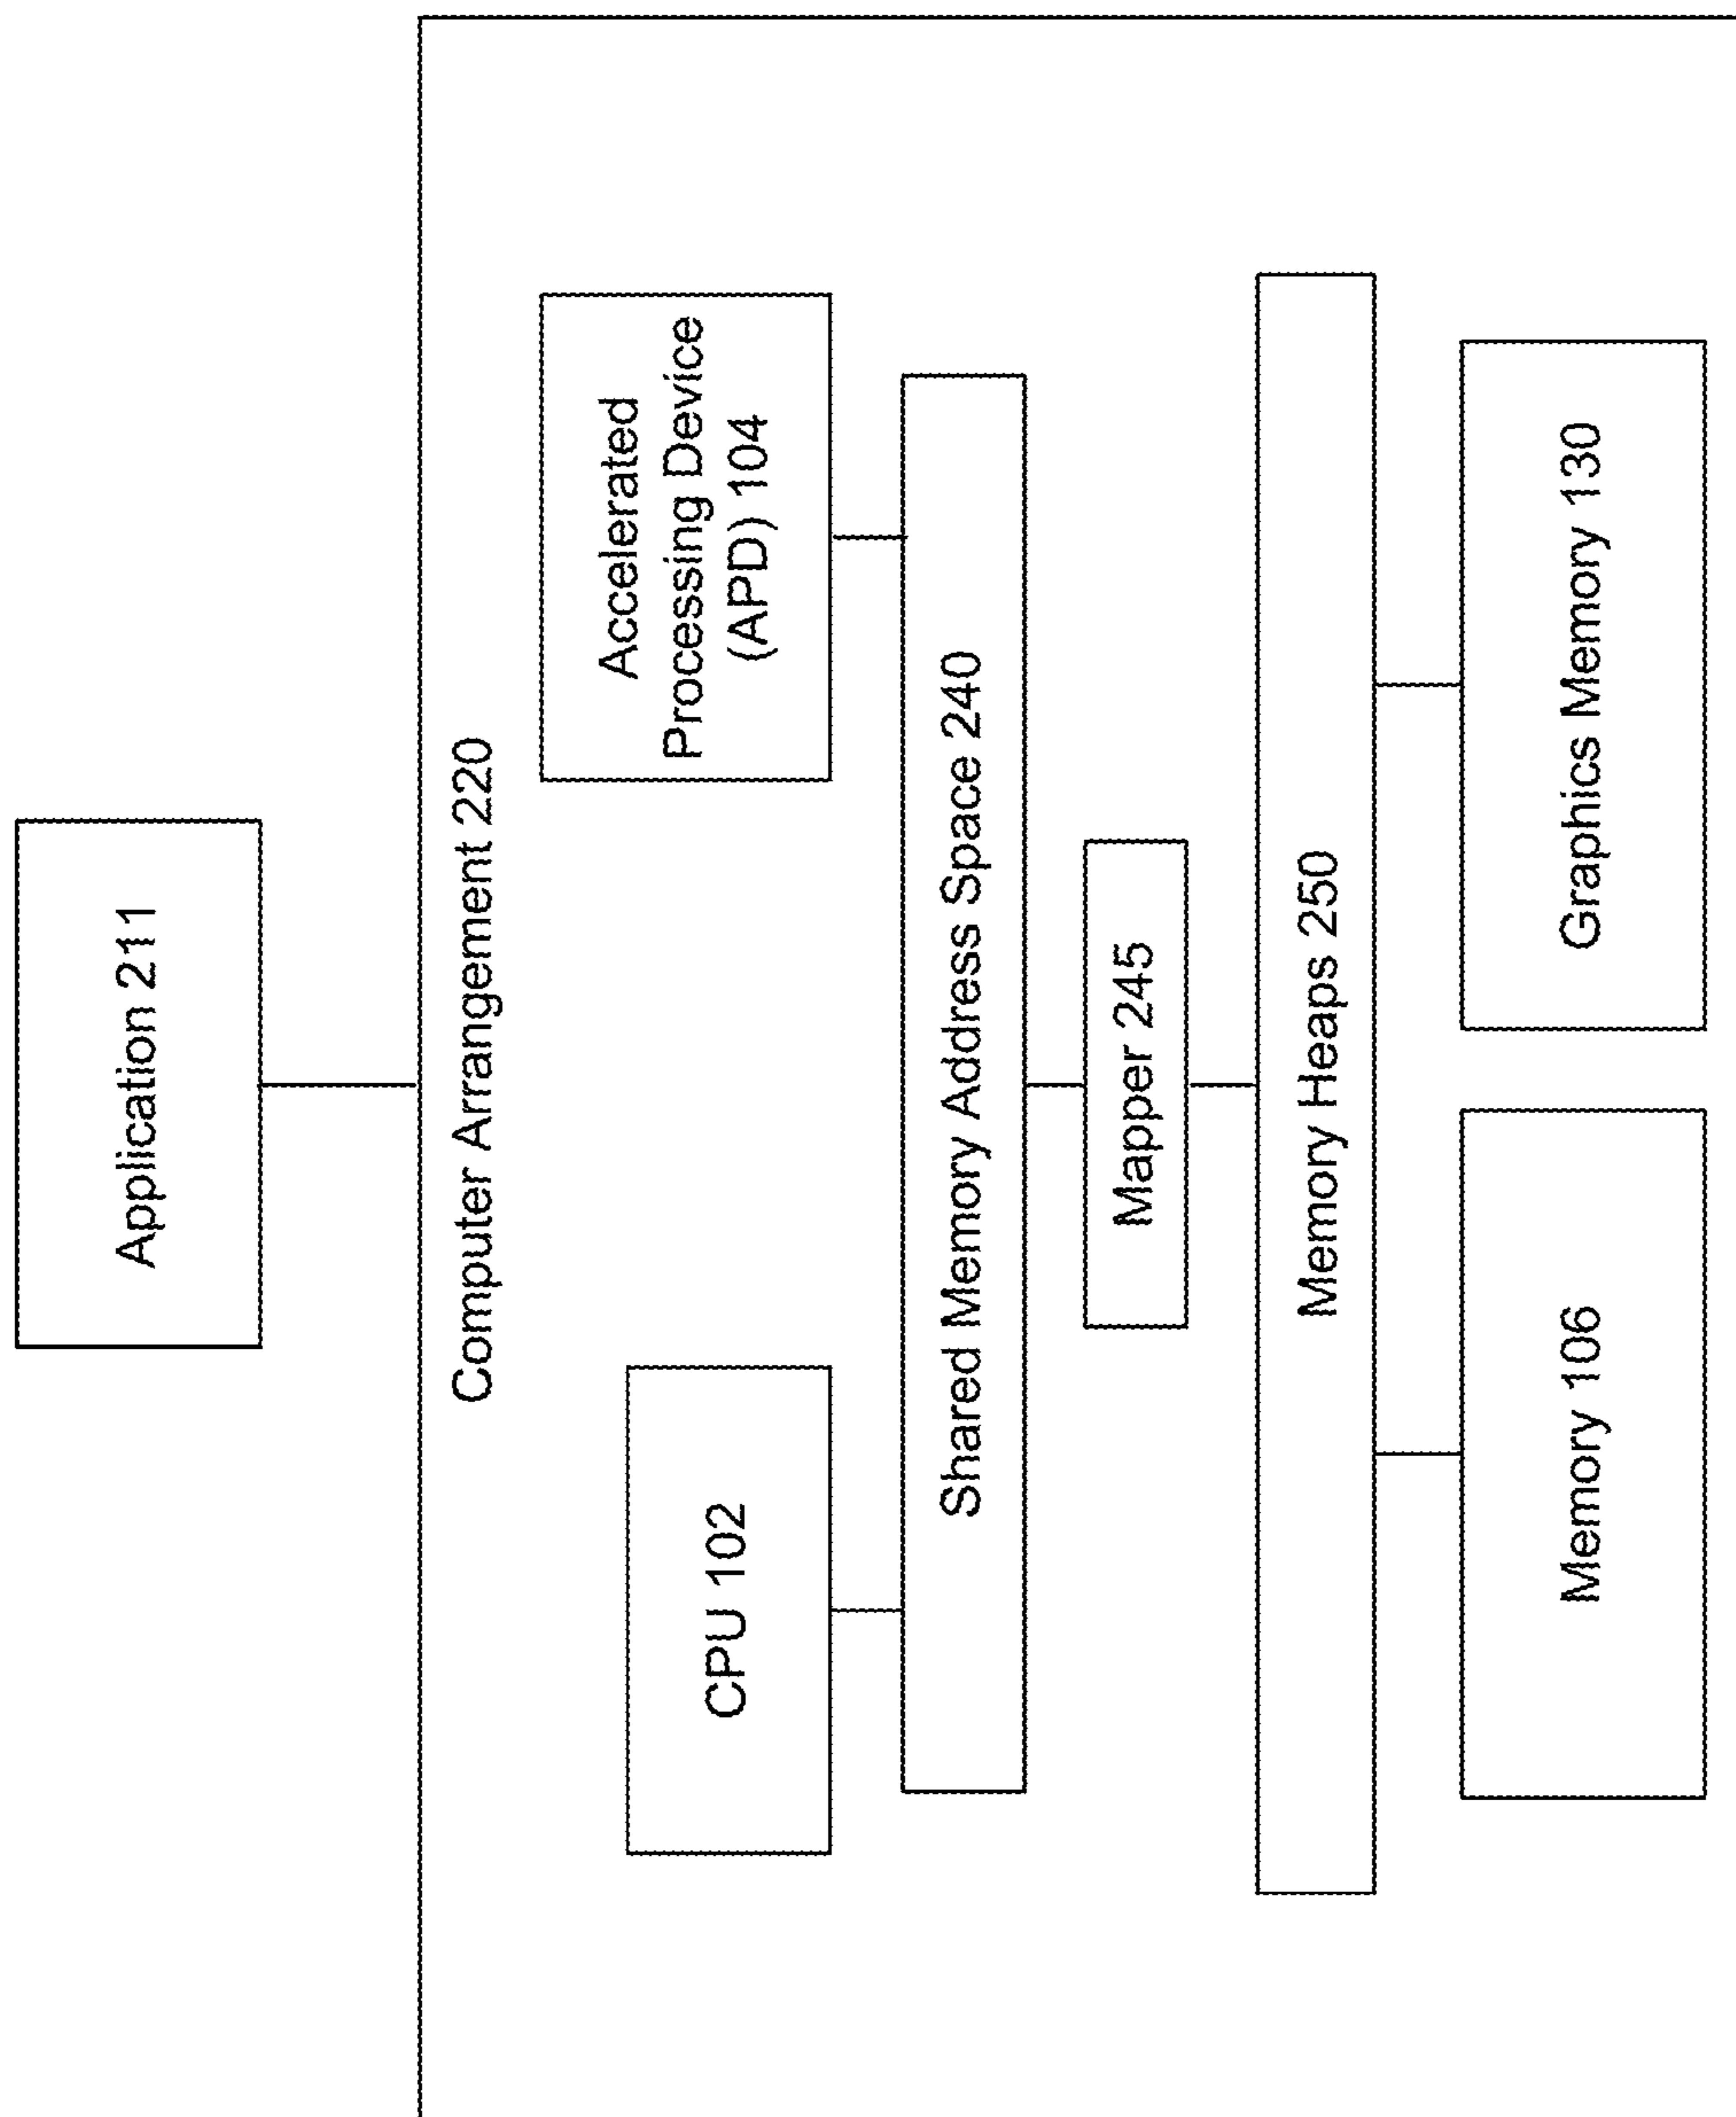 Application 211
Computer Arrangement 220
CPU 102
Accelerated
Processing Device
(APD) 104
Shared Memory Address Space 240
Mapper 245
Memory Heaps 250
Memory 106
Graphics Memory 130